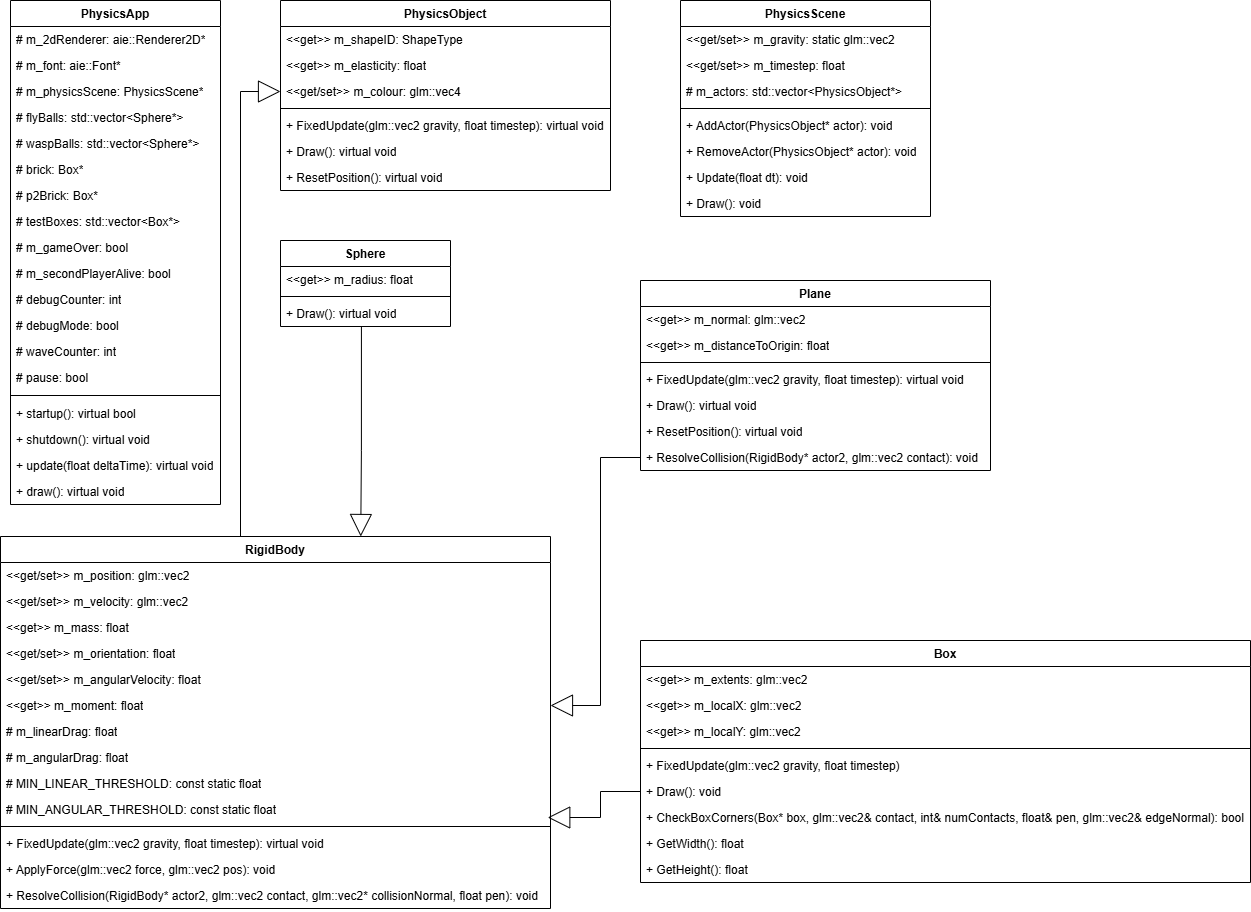 PhysicsApp
# m_2dRenderer: aie::Renderer2D*
# m_font: aie::Font*
# m_physicsScene: PhysicsScene*
# flyBalls: std::vector<Sphere*>
# waspBalls: std::vector<Sphere*>
# brick: Box*
# p2Brick: Box*
# testBoxes: std::vector<Box*>
# m_gameOver: bool
# m_secondPlayerAlive: bool
# debugCounter: int
# debugMode: bool
# waveCounter: int
# pause: bool
+ startup(): virtual bool
+ shutdown(): virtual void
+ update(float deltaTime): virtual void
+ draw(): virtual void
PhysicsObject
<<get>> m_shapeID: ShapeType
<<get>> m_elasticity: float
<<get/set>> m_colour: glm::vec4
+ FixedUpdate(glm::vec2 gravity, float timestep): virtual void
+ Draw(): virtual void
+ ResetPosition(): virtual void
PhysicsScene
<<get/set>> m_gravity: static glm::vec2
<<get/set>> m_timestep: float
# m_actors: std::vector<PhysicsObject*>
+ AddActor(PhysicsObject* actor): void
+ RemoveActor(PhysicsObject* actor): void
+ Update(float dt): void
+ Draw(): void
Sphere
<<get>> m_radius: float
+ Draw(): virtual void
Plane
<<get>> m_normal: glm::vec2
<<get>> m_distanceToOrigin: float
+ FixedUpdate(glm::vec2 gravity, float timestep): virtual void
+ Draw(): virtual void
+ ResetPosition(): virtual void
+ ResolveCollision(RigidBody* actor2, glm::vec2 contact): void
RigidBody
<<get/set>> m_position: glm::vec2
<<get/set>> m_velocity: glm::vec2
<<get>> m_mass: float
<<get/set>> m_orientation: float
<<get/set>> m_angularVelocity: float
<<get>> m_moment: float
# m_linearDrag: float
# m_angularDrag: float
# MIN_LINEAR_THRESHOLD: const static float
# MIN_ANGULAR_THRESHOLD: const static float
+ FixedUpdate(glm::vec2 gravity, float timestep): virtual void
+ ApplyForce(glm::vec2 force, glm::vec2 pos): void
+ ResolveCollision(RigidBody* actor2, glm::vec2 contact, glm::vec2* collisionNormal, float pen): void
Box
<<get>> m_extents: glm::vec2
<<get>> m_localX: glm::vec2
<<get>> m_localY: glm::vec2
+ FixedUpdate(glm::vec2 gravity, float timestep)
+ Draw(): void
+ CheckBoxCorners(Box* box, glm::vec2& contact, int& numContacts, float& pen, glm::vec2& edgeNormal): bool
+ GetWidth(): float
+ GetHeight(): float